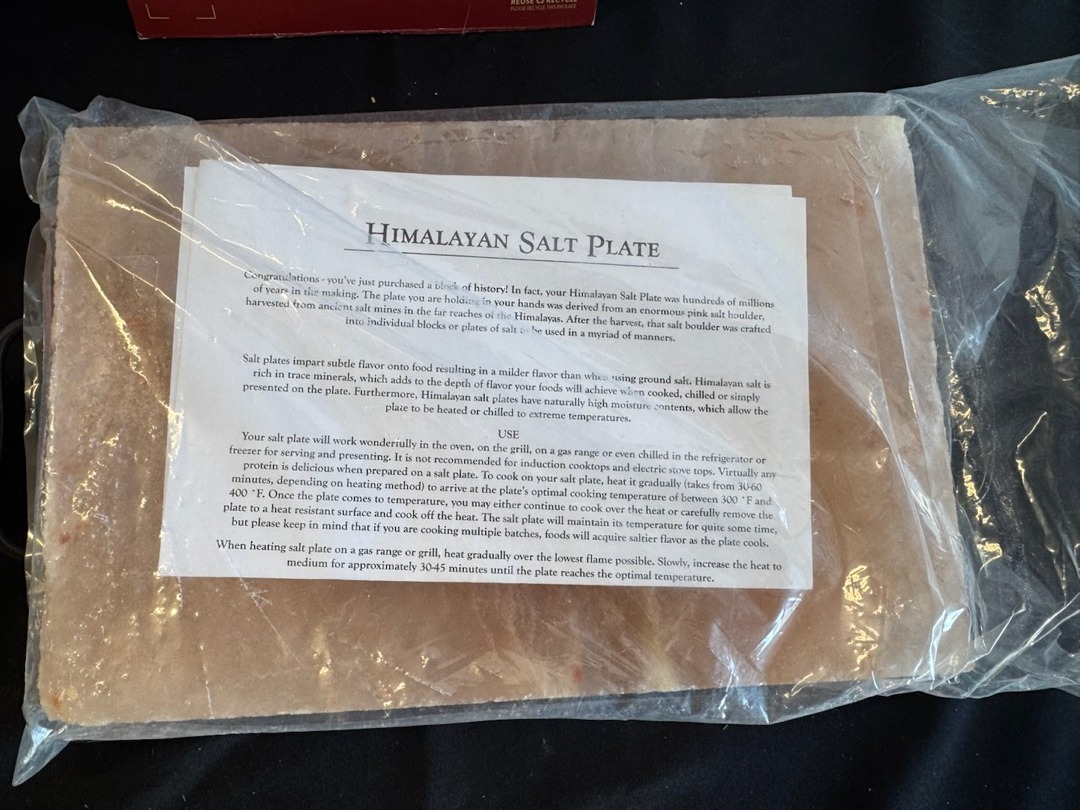 REUSE RECYCLE
PLEASE RECYCLE THIS PACKAGE
HIMALAYAN SALT PLATE
Congratulations - you've just purchased a block of history! In fact, your Himalayan Salt Plate was hundreds of millions
of years in the making. The plate you are holding in your hands was derived from an enormous pink salt boulder,
harvested from ancient salt mines in the far reaches of the Himalayas. After the harvest, that salt boulder was crafted
into individual blocks or plates of salt to be used in a myriad of manners.
Salt plates impart subtle flavor onto food resulting in a milder flavor than when using ground salt. Himalayan salt is
rich in trace minerals, which adds to the depth of flavor your foods will achieve when cooked, chilled or simply
presented on the plate. Furthermore, Himalayan salt plates have naturally high moisture contents, which allow the
plate to be heated or chilled to extreme temperatures.
USE
Your salt plate will work wonderfully in the oven, on the grill, on a gas range or even chilled in the refrigerator or
freezer for serving and presenting. It is not recommended for induction cooktops and electric stove tops. Virtually any
protein is delicious when prepared on a salt plate. To cook on your salt plate, heat it gradually (takes from 30-60
minutes, depending on heating method) to arrive at the plate's optimal cooking temperature of between 300 °F and
400 °F. Once the plate comes to temperature, you may either continue to cook over the heat or carefully remove the
plate to a heat resistant surface and cook off the heat. The salt plate will maintain its temperature for quite some time,
but please keep in mind that if you are cooking multiple batches, foods will acquire saltier flavor as the plate cools.
When heating salt plate on a gas range or grill, heat gradually over the lowest flame possible. Slowly, increase the heat to
medium for approximately 30-45 minutes until the plate reaches the optimal temperature.